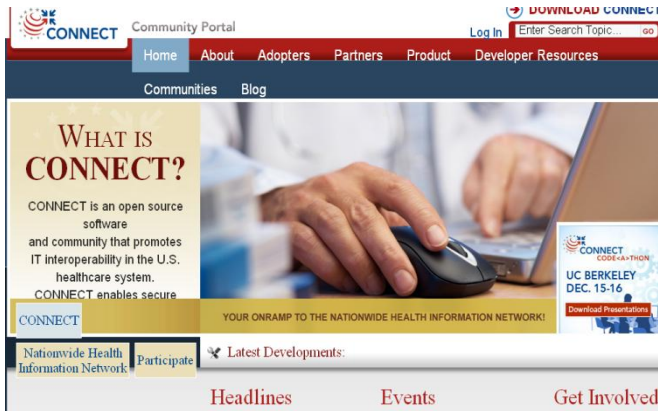 CONNECT
Community Portal
DOWNLOAD CONNECT
Log In
Enter Search Topic...
GO
Home About Adopters Partners Product Developer Resources
Communities Blog
WHAT IS
CONNECT?
CONNECT is an open source
software
and community that promotes
IT interoperability in the U.S.
healthcare system.
CONNECT enables secure
CONNECT
CODE<A>THON
UC BERKELEY
DEC. 15-16
Download Presentations
CONNECT
YOUR ONRAMP TO THE NATIONWIDE HEALTH INFORMATION NETWORK!
Nationwide Health
Information Network
Participate
Latest Developments:
Headlines Events Get Involved